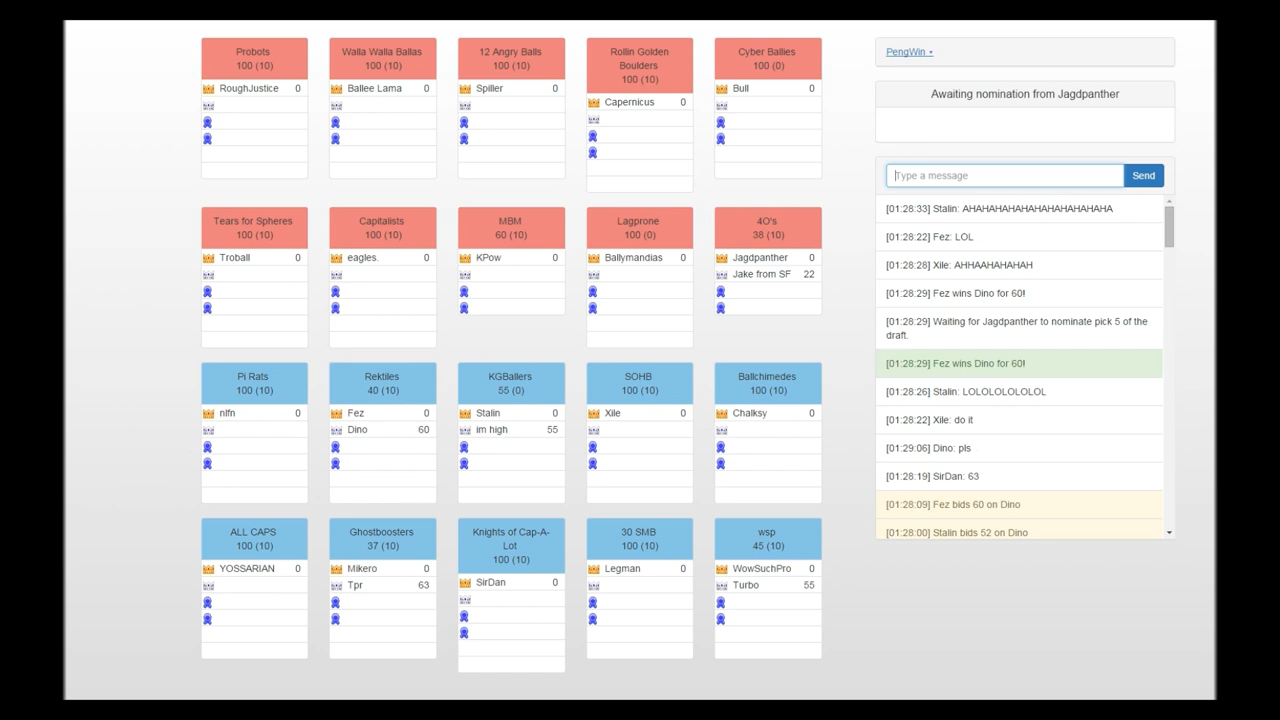 Probots
100 (10)
RoughJustice 0
Walla Walla Ballas
100 (10)
Ballee Lama 0
12 Angry Balls
100 (10)
Spiller 0
Rollin Golden
Boulders
100 (10)
Capernicus 0
Cyber Ballies
100 (0)
Bull 0
Tears for Spheres
100 (10)
Troball 0
Capitalists
100 (10)
eagles. 0
MBM
60 (10)
KPow 0
Lagprone
100 (0)
Ballymandias 0
4O's
38 (10)
Jagdpanther 0
Jake from SF 22
Pi Rats
100 (10)
nlfn 0
Rektiles
40 (10)
Fez 0
Dino 60
KGBallers
55 (0)
Stalin 0
im high 55
SOHB
100 (10)
Xile 0
Ballchimedes
100 (10)
Chalksy 0
ALL CAPS
100 (10)
YOSSARIAN 0
Ghostboosters
37 (10)
Mikero 0
Tpr 63
Knights of Cap-A-
Lot
100 (10)
SirDan 0
30 SMB
100 (10)
Legman 0
wsp
45 (10)
WowSuchPro 0
Turbo 55
PengWin
Awaiting nomination from Jagdpanther
Type a message
Send
[01:28:33] Stalin: AHAHAHAHAHAHAHAHAHAHA
[01:28:22] Fez: LOL
[01:28:28] Xile: AHHAAHAHAHAH
[01:28:29] Fez wins Dino for 60!
[01:28:29] Waiting for Jagdpanther to nominate pick 5 of the
draft.
[01:28:29] Fez wins Dino for 60!
[01:28:26] Stalin: LOLOLOLOLOLOL
[01:28:22] Xile: do it
[01:29:06] Dino: pls
[01:28:19] SirDan: 63
[01:28:09] Fez bids 60 on Dino
[01:28:00] Stalin bids 52 on Dino